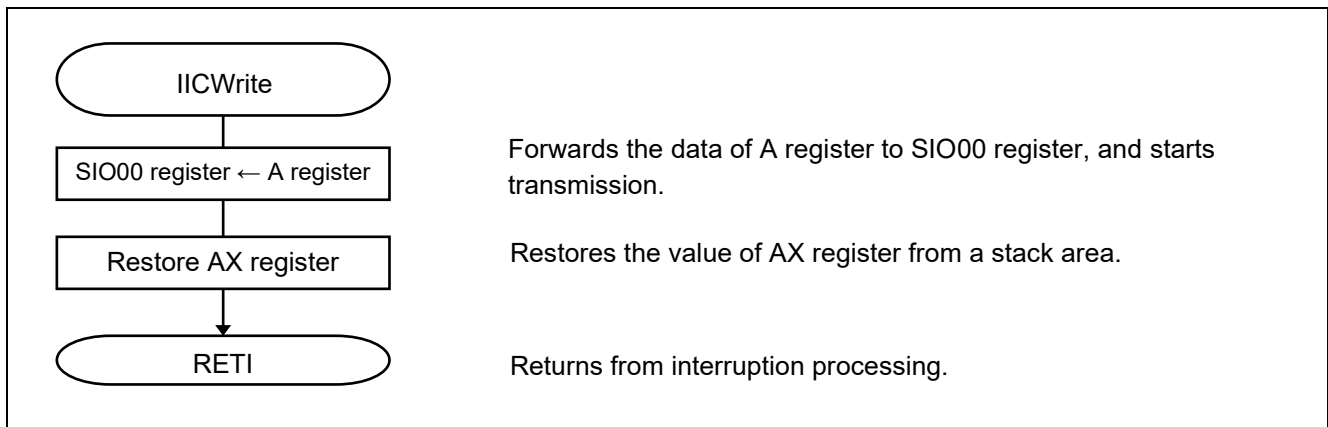 IICWrite
SIO00 register ← A register
Forwards the data of A register to SIO00 register, and starts
transmission.
Restore AX register
Restores the value of AX register from a stack area.
RETI
Returns from interruption processing.